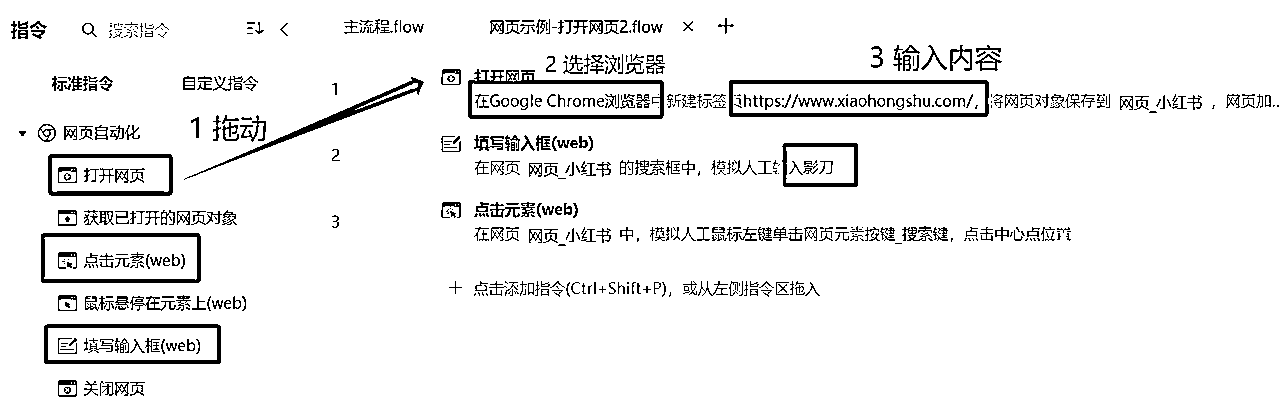 指令 搜索指令 主流程.flow 网页示例-打开网页2.flow
标准指令 自定义指令
网页自动化
打开网页
获取已打开的网页对象
点击元素(web)
鼠标悬停在元素上(web)
填写输入框(web)
关闭网页
1 拖动
2 选择浏览器
3 输入内容
1
打开网页
在Google Chrome浏览器中新建标签 https://www.xiaohongshu.com/，将网页对象保存到 网页_小红书 ，网页加...
2
填写输入框(web)
在网页 网页_小红书 的搜索框中，模拟人工输入影刀
3
点击元素(web)
在网页 网页_小红书 中，模拟人工鼠标左键单击网页元素按键_搜索键，点击中心点位置
点击添加指令(Ctrl+Shift+P)，或从左侧指令区拖入